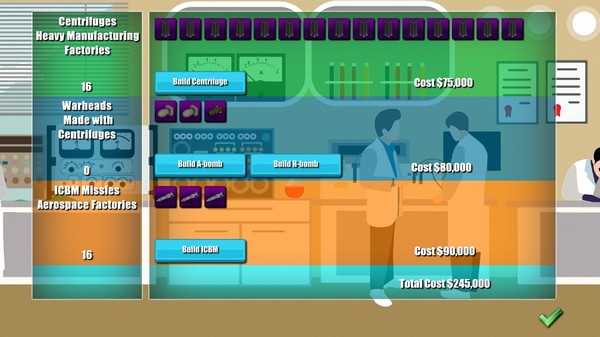 Centrifuges
Heavy Manufacturing
Factories
16
Build Centrifuge
Cost $75,000
Warheads
Made with
Centrifuges
0
Build A-bomb
Build H-bomb
Cost $80,000
ICBM Missles
Aerospace Factories
16
Build ICBM
Cost $90,000
Total Cost $245,000